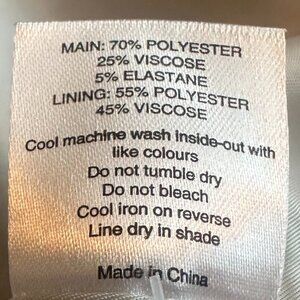 MAIN: 70% POLYESTER
25% VISCOSE
5% ELASTANE
LINING: 55% POLYESTER
45% VISCOSE
Cool machine wash inside-out with
like colours
Do not tumble dry
Do not bleach
Cool iron on reverse
Line dry in shade
Made in China